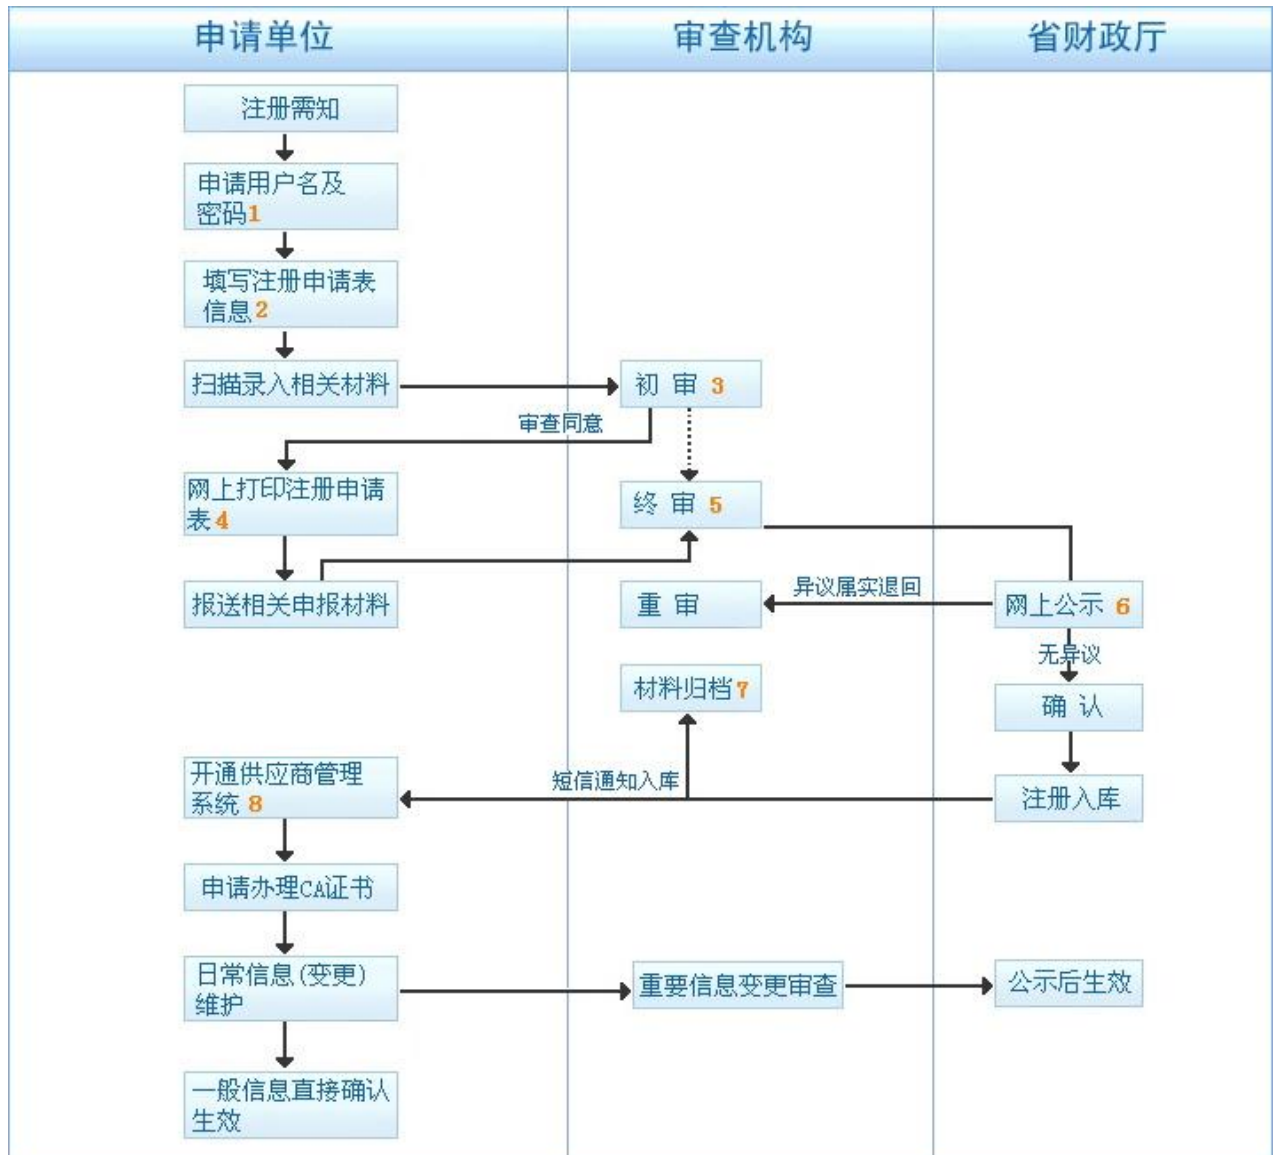 申请单位
审查机构
省财政厅
注册需知
申请用户名及
密码1
填写注册申请表
信息2
扫描录入相关材料
初 审 3
审查同意
网上打印注册申请
表4
终 审 5
报送相关申报材料
重 审
异议属实退回
网上公示 6
无异议
材料归档7
确 认
开通供应商管理
系统 8
短信通知入库
注册入库
申请办理CA证书
日常信息(变更)
维护
重要信息变更审查
公示后生效
一般信息直接确认
生效